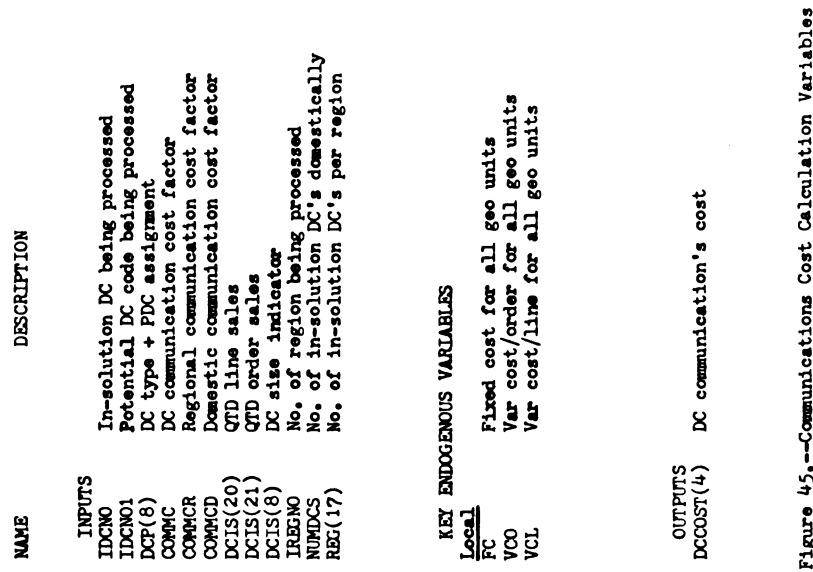 NAME DESCRIPTION
INPUTS
IDCNO In-solution DC being processed
IDCNO1 Potential DC code being processed
DCP(8) DC type + PDC assignment
COMMC DC communication cost factor
COMMCR Regional communication cost factor
COMMCD Domestic communication cost factor
DCIS(20) QTD line sales
DCIS(21) QTD order sales
DCIS(8) DC size indicator
IREGNO No. of region being processed
NUMDCS No. of in-solution DC's domestically
REG(17) No. of in-solution DC's per region
KEY ENDOGENOUS VARIABLES
Local
FC Fixed cost for all geo units
VCO Var cost/order for all geo units
VCL Var cost/line for all geo units
OUTPUTS
DCCOST(4) DC communication's cost
Figure 45.--Communications Cost Calculation Variables